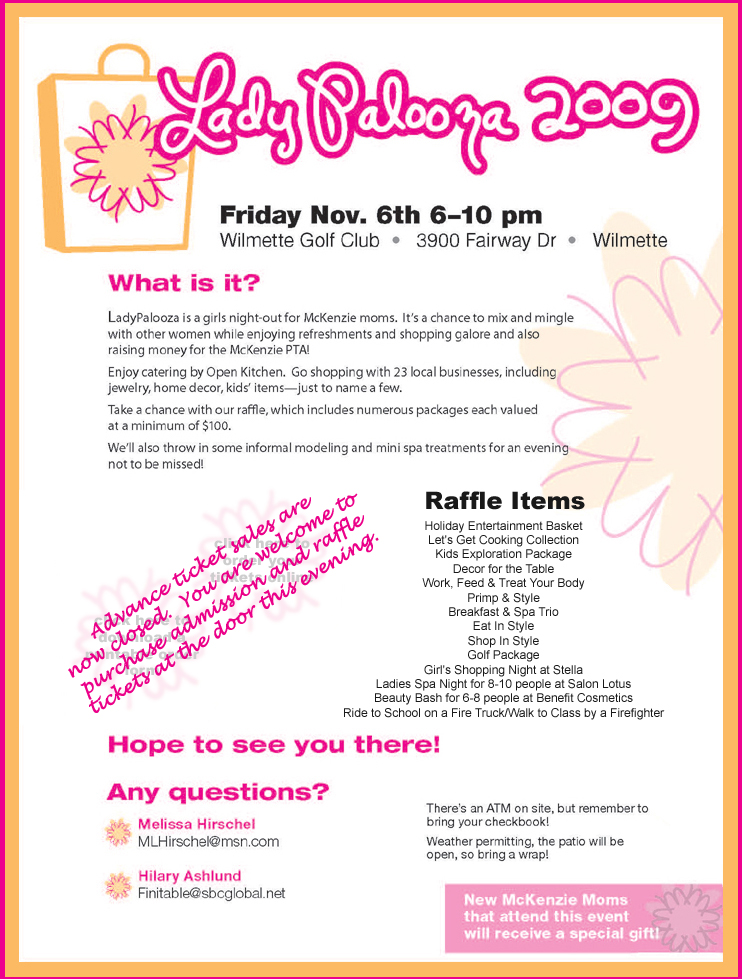 Lady Palooza 2009
Friday Nov. 6th 6–10 pm
Wilmette Golf Club • 3900 Fairway Dr • Wilmette
What is it?
LadyPalooza is a girls night-out for McKenzie moms. It's a chance to mix and mingle
with other women while enjoying refreshments and shopping galore and also
raising money for the McKenzie PTA!
Enjoy catering by Open Kitchen. Go shopping with 23 local businesses, including
jewelry, home decor, kids' items—just to name a few.
Take a chance with our raffle, which includes numerous packages each valued
at a minimum of $100.
We'll also throw in some informal modeling and mini spa treatments for an evening
not to be missed!
Advance ticket sales are
now closed. You are welcome to
purchase admission and raffle
tickets at the door this evening.
click here to
order your
tickets online
click here to
Raffle Items
Holiday Entertainment Basket
Let's Get Cooking Collection
Kids Exploration Package
Decor for the Table
Work, Feed & Treat Your Body
Primp & Style
Breakfast & Spa Trio
Eat In Style
Shop In Style
Golf Package
Girl's Shopping Night at Stella
Ladies Spa Night for 8-10 people at Salon Lotus
Beauty Bash for 6-8 people at Benefit Cosmetics
Ride to School on a Fire Truck/Walk to Class by a Firefighter
Hope to see you there!
Any questions?
Melissa Hirschel
MLHirschel@msn.com
Hilary Ashlund
Finitable@sbcglobal.net
There's an ATM on site, but remember to
bring your checkbook!
Weather permitting, the patio will be
open, so bring a wrap!
New McKenzie Moms
that attend this event
will receive a special gift!